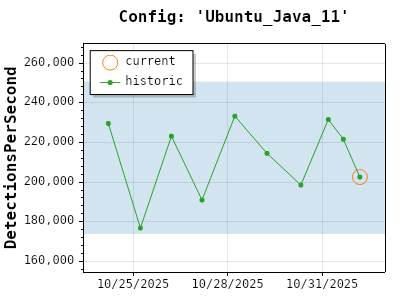 Config: 'Ubuntu_Java_11'
current
historic
DetectionsPerSecond
260,000
240,000
220,000
200,000
180,000
160,000
10/25/2025
10/28/2025
10/31/2025